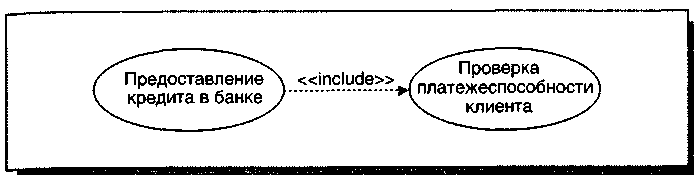 Предоставление
кредита в банке
<<include>>
Проверка
платежеспособности
клиента